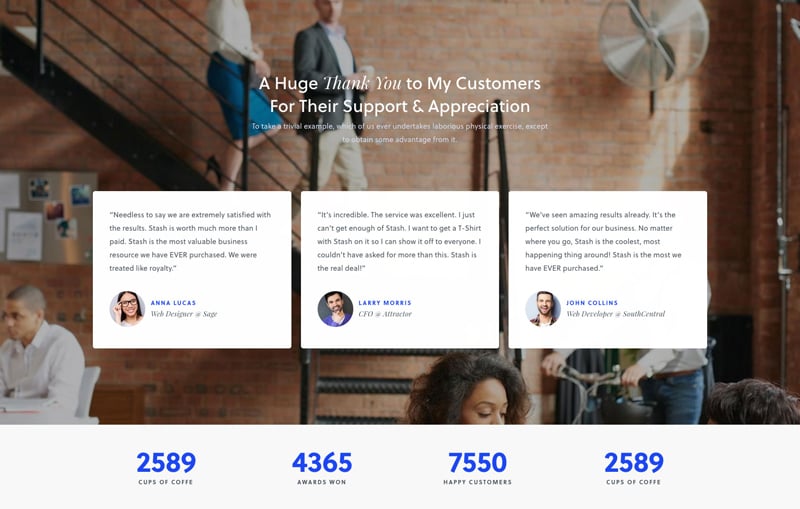 A Huge Thank You to My Customers
For Their Support & Appreciation
To take a trivial example, which of us ever undertakes laborious physical exercise, except
to obtain some advantage from it.
"Needless to say we are extremely satisfied with
the results. Stash is worth much more than I
paid. Stash is the most valuable business
resource we have EVER purchased. We were
treated like royalty."
ANNA LUCAS
Web Designer @ Sage
"It's incredible. The service was excellent. I just
can't get enough of Stash. I want to get a T-Shirt
with Stash on it so I can show it off to everyone. I
couldn't have asked for more than this. Stash is
the real deal!"
LARRY MORRIS
CFO @ Attractor
"We've seen amazing results already. It's the
perfect solution for our business. No matter
where you go, Stash is the coolest, most
happening thing around! Stash is the most we
have EVER purchased."
JOHN COLLINS
Web Developer @ SouthCentral
2589
CUPS OF COFFE
4365
AWARDS WON
7550
HAPPY CUSTOMERS
2589
CUPS OF COFFE